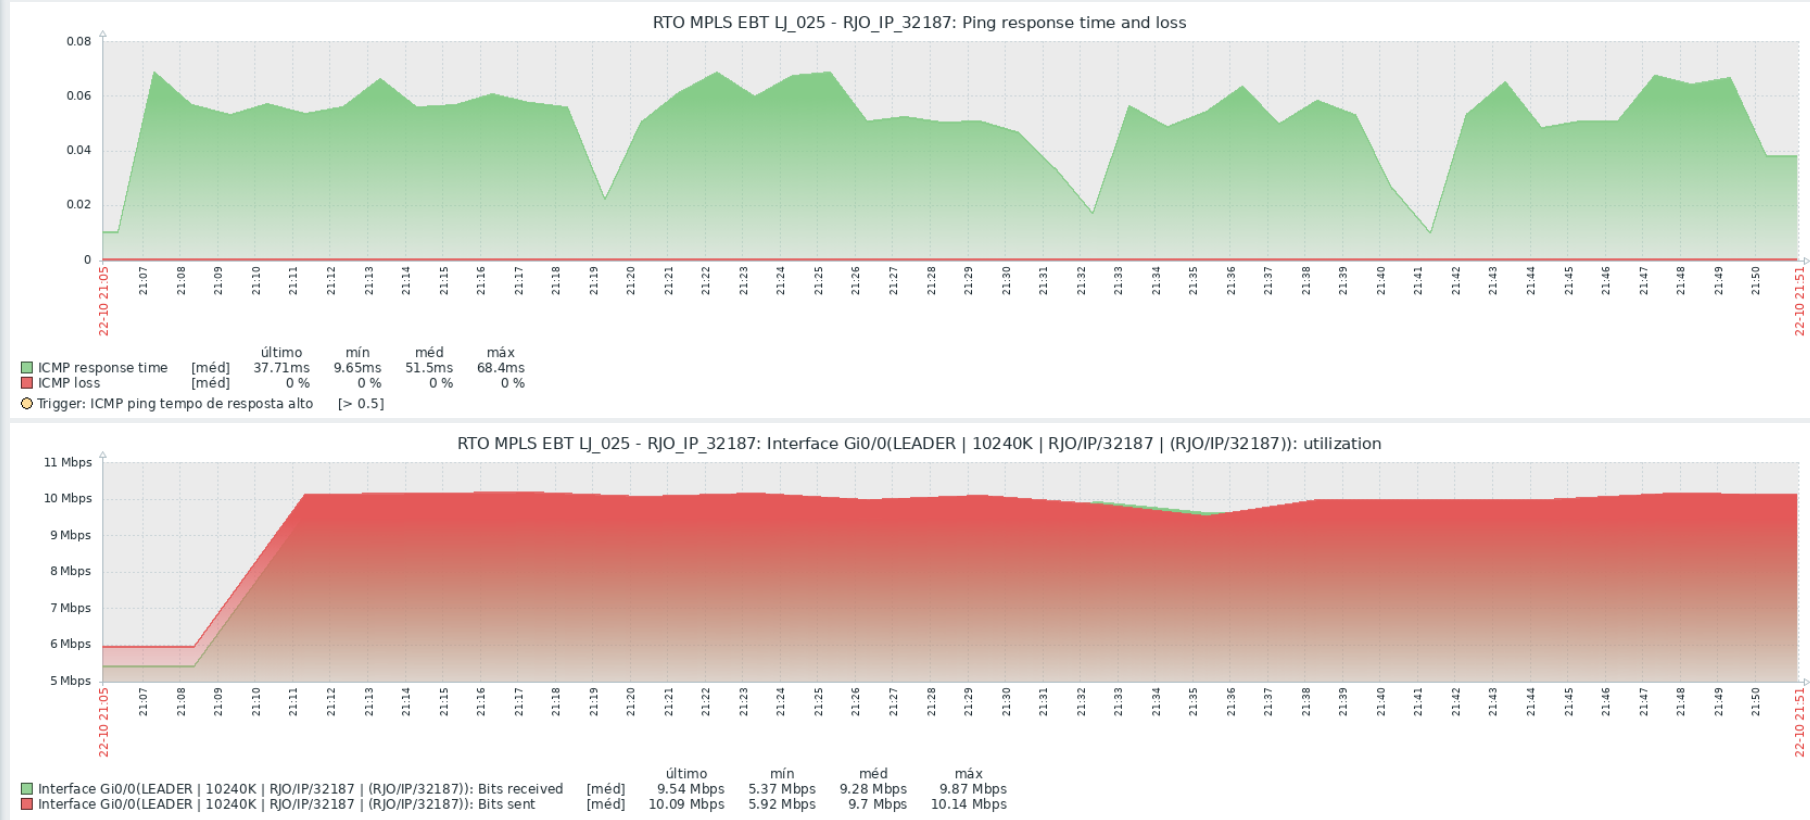 RTO MPLS EBT LJ_025 - RJO_IP_32187: Ping response time and loss
0.08
0.06
0.04
0.02
0
22-10 21:05 21:07 21:08 21:09 21:10 21:11 21:12 21:13 21:14 21:15 21:16 21:17 21:18 21:19 21:20 21:21 21:22 21:23 21:24 21:25 21:26 21:27 21:28 21:29 21:30 21:31 21:32 21:33 21:34 21:35 21:36 21:37 21:38 21:39 21:40 21:41 21:42 21:43 21:44 21:45 21:46 21:47 21:48 21:49 21:50 22-10 21:51
último mín méd máx
ICMP response time [méd] 37.71ms 9.65ms 51.5ms 68.4ms
ICMP loss [méd] 0 % 0 % 0 % 0 %
Trigger: ICMP ping tempo de resposta alto [> 0.5]
RTO MPLS EBT LJ_025 - RJO_IP_32187: Interface Gi0/0(LEADER | 10240K | RJO/IP/32187 | (RJO/IP/32187)): utilization
11 Mbps
10 Mbps
9 Mbps
8 Mbps
7 Mbps
6 Mbps
5 Mbps
22-10 21:05 21:07 21:08 21:09 21:10 21:11 21:12 21:13 21:14 21:15 21:16 21:17 21:18 21:19 21:20 21:21 21:22 21:23 21:24 21:25 21:26 21:27 21:28 21:29 21:30 21:31 21:32 21:33 21:34 21:35 21:36 21:37 21:38 21:39 21:40 21:41 21:42 21:43 21:44 21:45 21:46 21:47 21:48 21:49 21:50 22-10 21:51
último mín méd máx
Interface Gi0/0(LEADER | 10240K | RJO/IP/32187 | (RJO/IP/32187)): Bits received [méd] 9.54 Mbps 5.37 Mbps 9.28 Mbps 9.87 Mbps
Interface Gi0/0(LEADER | 10240K | RJO/IP/32187 | (RJO/IP/32187)): Bits sent [méd] 10.09 Mbps 5.92 Mbps 9.7 Mbps 10.14 Mbps